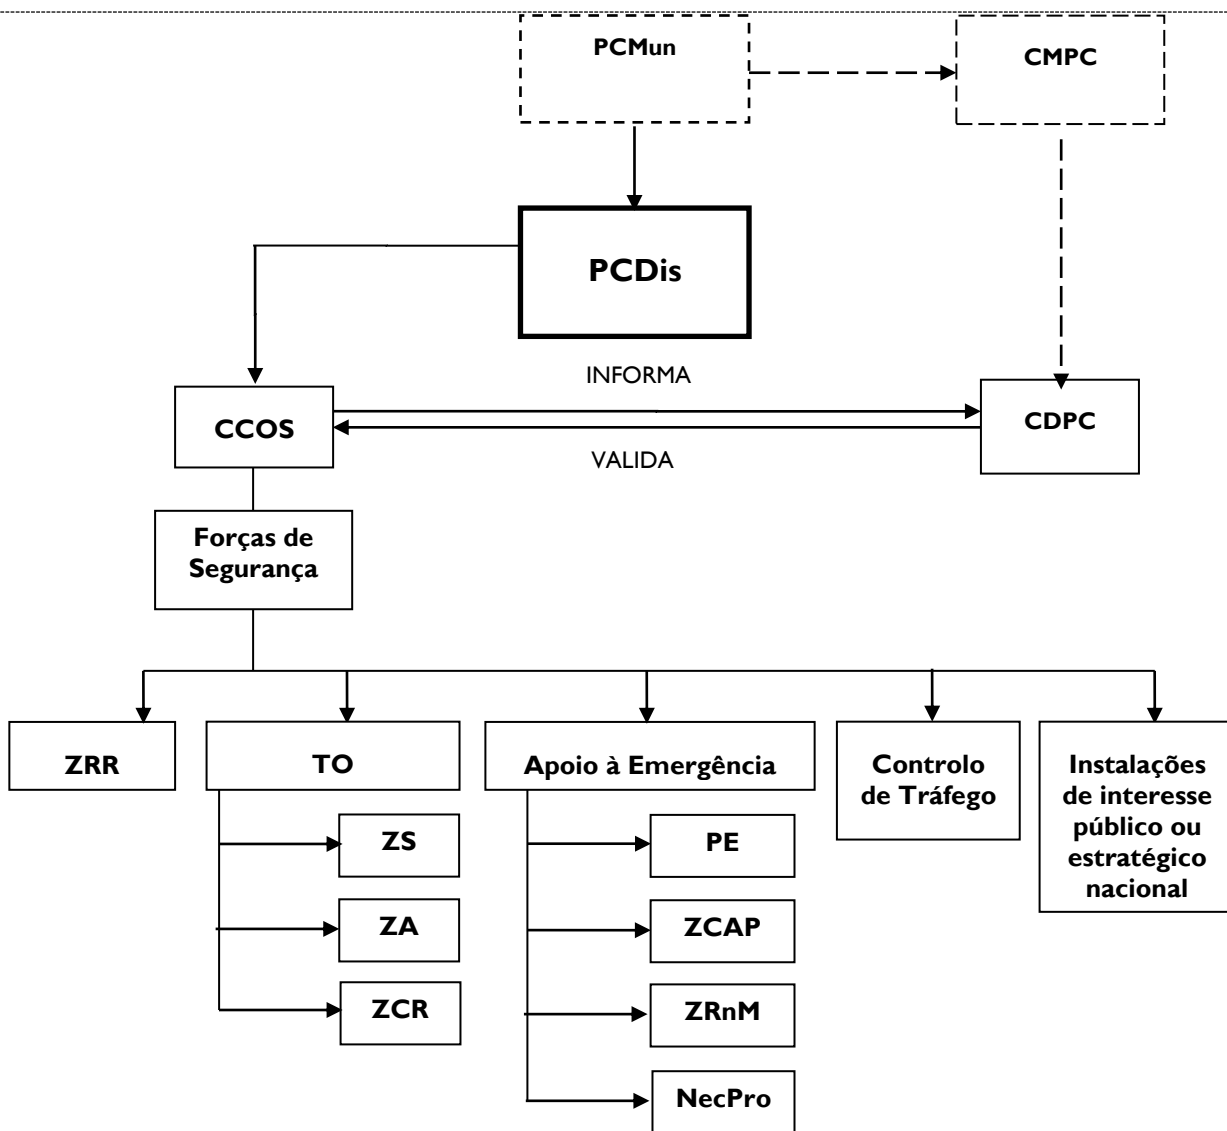 PCMun
CMPC
PCDis
INFORMA
CCOS
CDPC
VALIDA
Forças de
Segurança
ZRR
TO
Apoio à Emergência
Controlo
de Tráfego
Instalações
de interesse
público ou
estratégico
nacional
ZS
ZA
ZCR
PE
ZCAP
ZRnM
NecPro